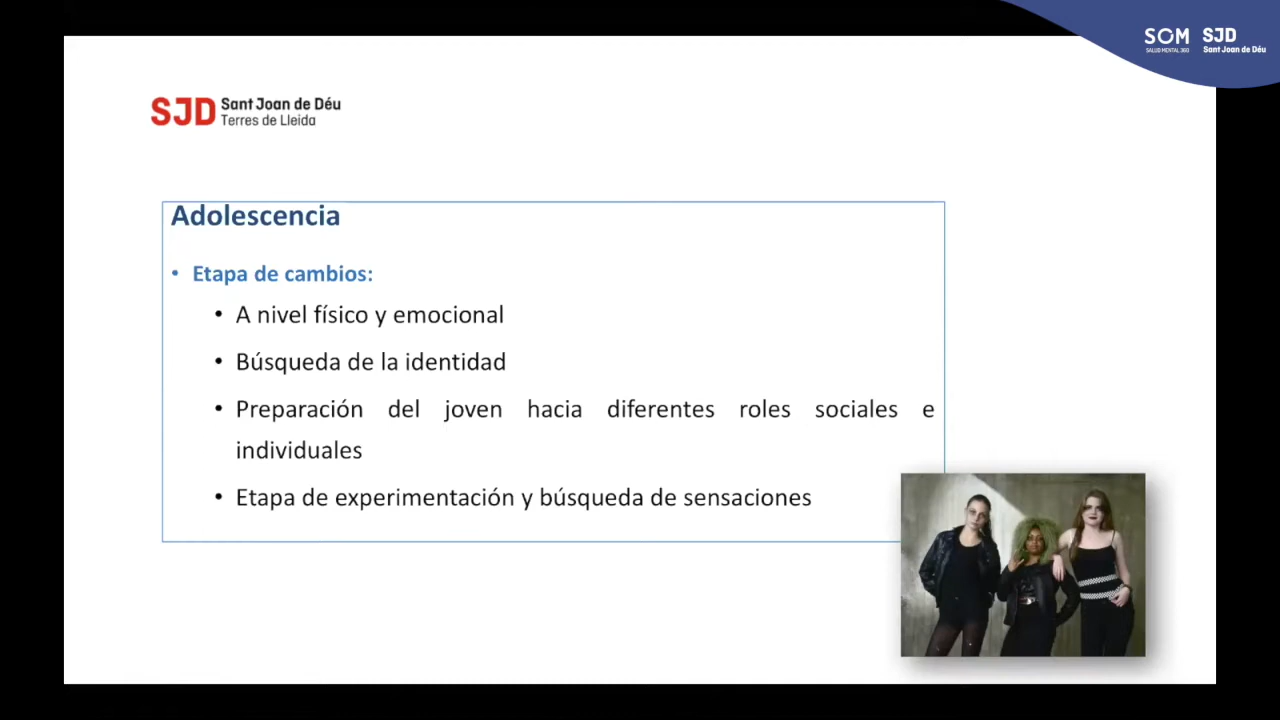 SOM
SALUD MENTAL 360
SJD
Sant Joan de Déu
SJD
Sant Joan de Déu
Terres de Lleida
Adolescencia
• Etapa de cambios:
• A nivel físico y emocional
• Búsqueda de la identidad
• Preparación del joven hacia diferentes roles sociales e
individuales
• Etapa de experimentación y búsqueda de sensaciones